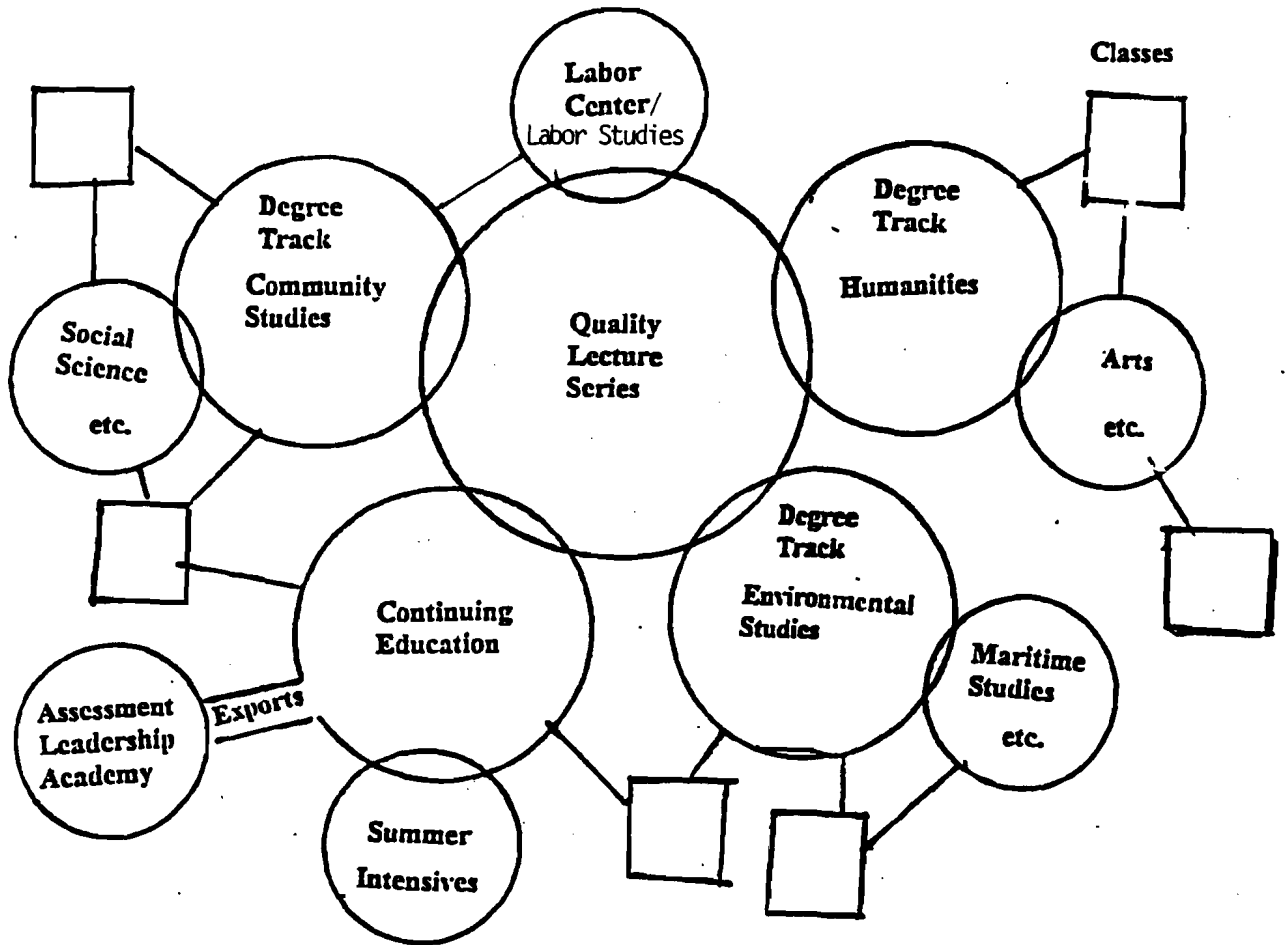 Classes
Labor
Center/
Labor Studies
Degree
Track
Community
Studies
Degree
Track
Humanities
Quality
Lecture
Series
Social
Science
etc.
Arts
etc.
Degree
Track
Environmental
Studies
Continuing
Education
Maritime
Studies
etc.
Assessment
Leadership
Academy
Exports
Summer
Intensives